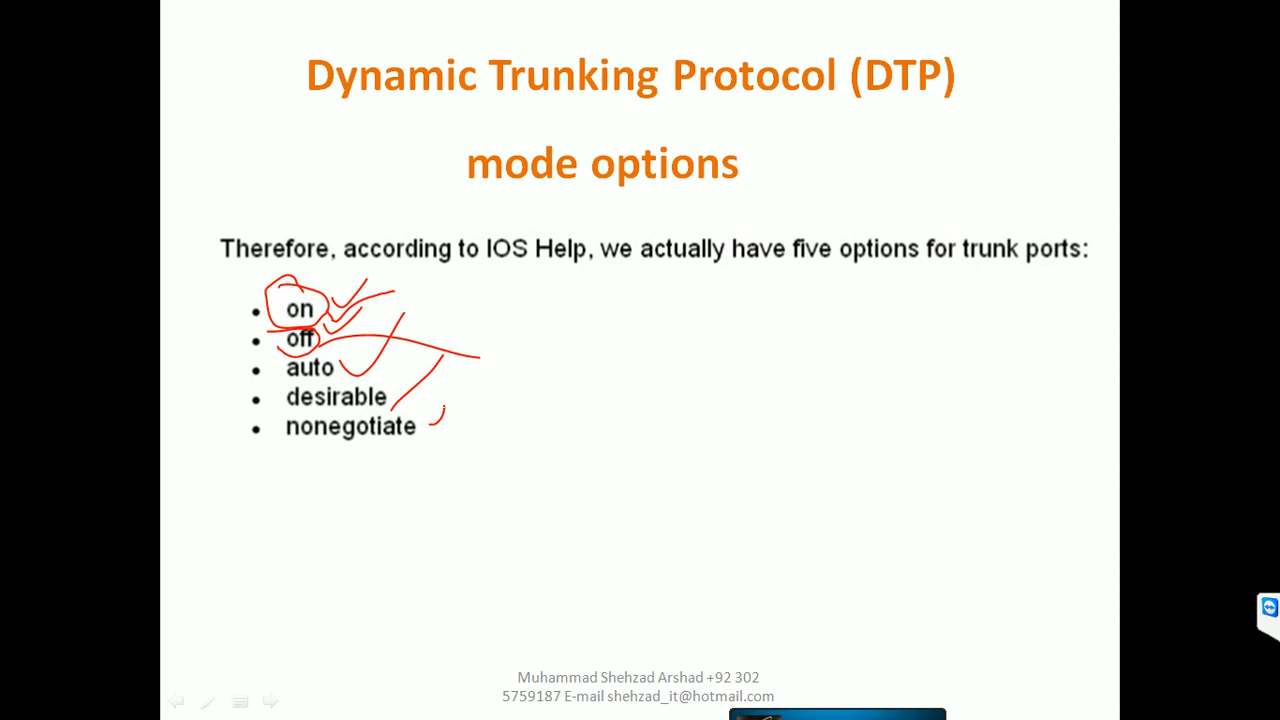 Dynamic Trunking Protocol (DTP)
mode options
Therefore, according to IOS Help, we actually have five options for trunk ports:
• on
• off
• auto
• desirable
• nonegotiate
Muhammad Shehzad Arshad +92 302
5759187 E-mail shehzad_it@hotmail.com